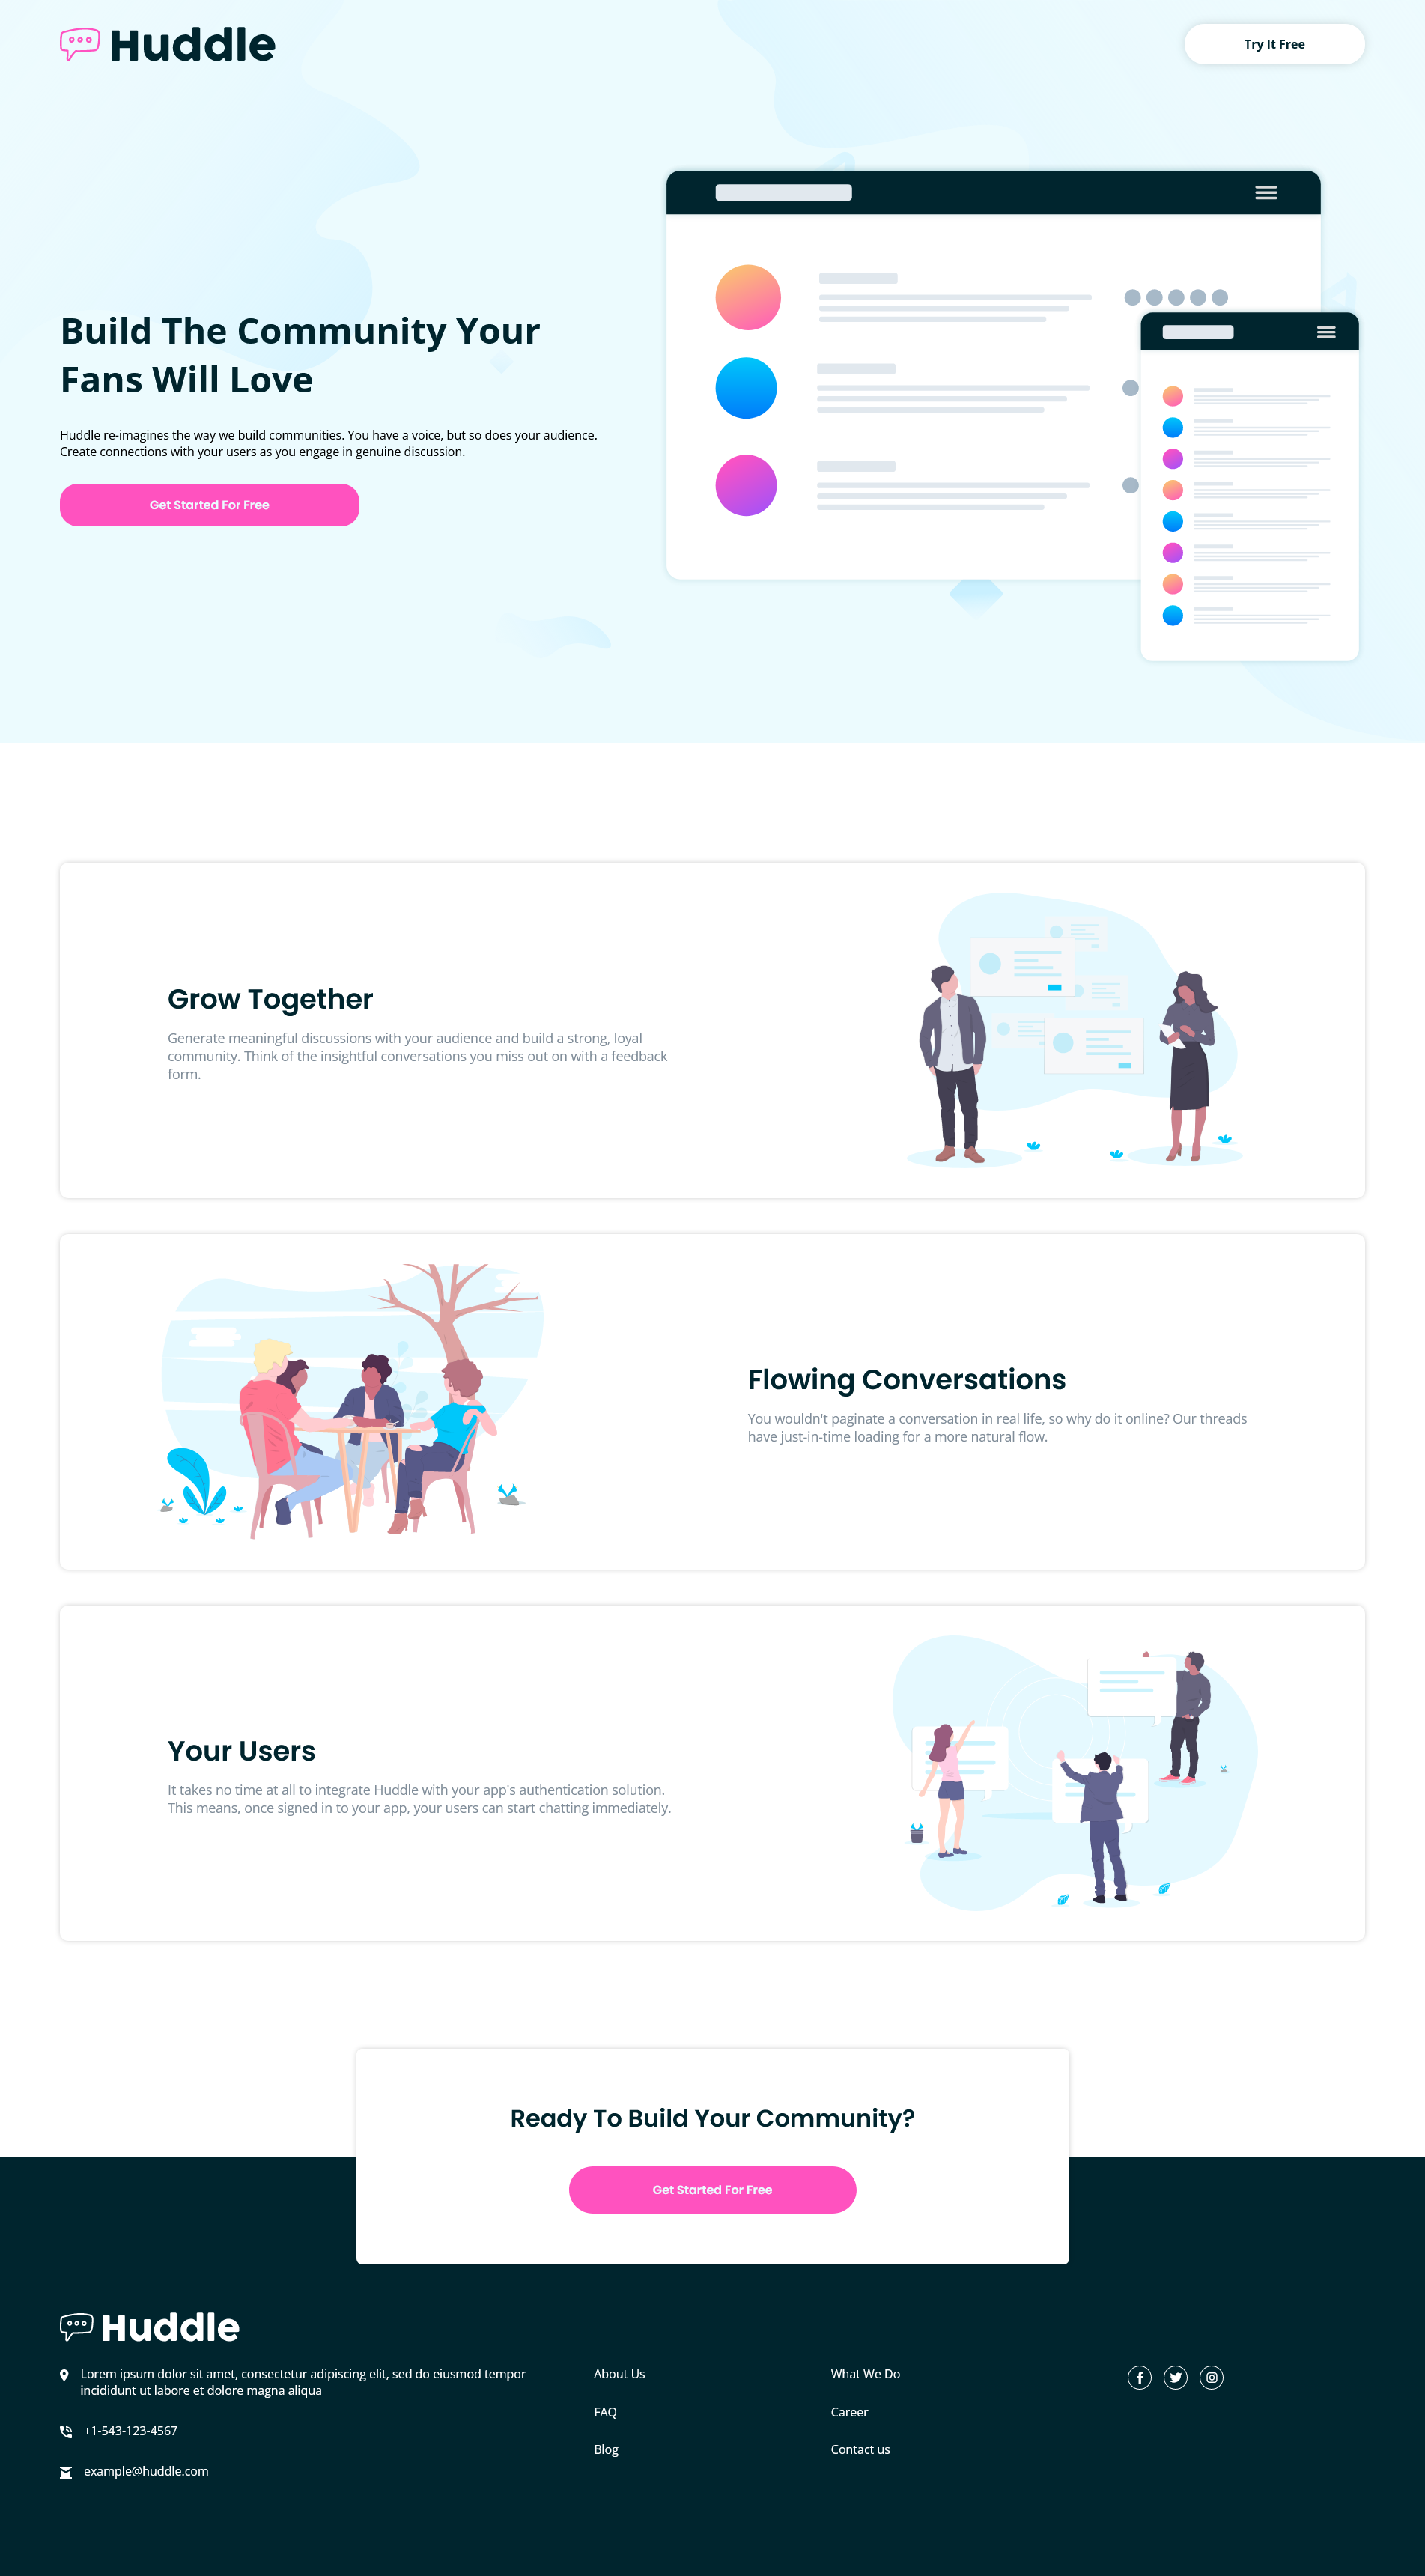 Huddle
Try It Free
Build The Community Your
Fans Will Love
Huddle re-imagines the way we build communities. You have a voice, but so does your audience.
Create connections with your users as you engage in genuine discussion.
Get Started For Free
Grow Together
Generate meaningful discussions with your audience and build a strong, loyal
community. Think of the insightful conversations you miss out on with a feedback
form.
Flowing Conversations
You wouldn't paginate a conversation in real life, so why do it online? Our threads
have just-in-time loading for a more natural flow.
Your Users
It takes no time at all to integrate Huddle with your app's authentication solution.
This means, once signed in to your app, your users can start chatting immediately.
Ready To Build Your Community?
Get Started For Free
Huddle
Lorem ipsum dolor sit amet, consectetur adipiscing elit, sed do eiusmod tempor
incididunt ut labore et dolore magna aliqua
+1-543-123-4567
example@huddle.com
About Us
FAQ
Blog
What We Do
Career
Contact us